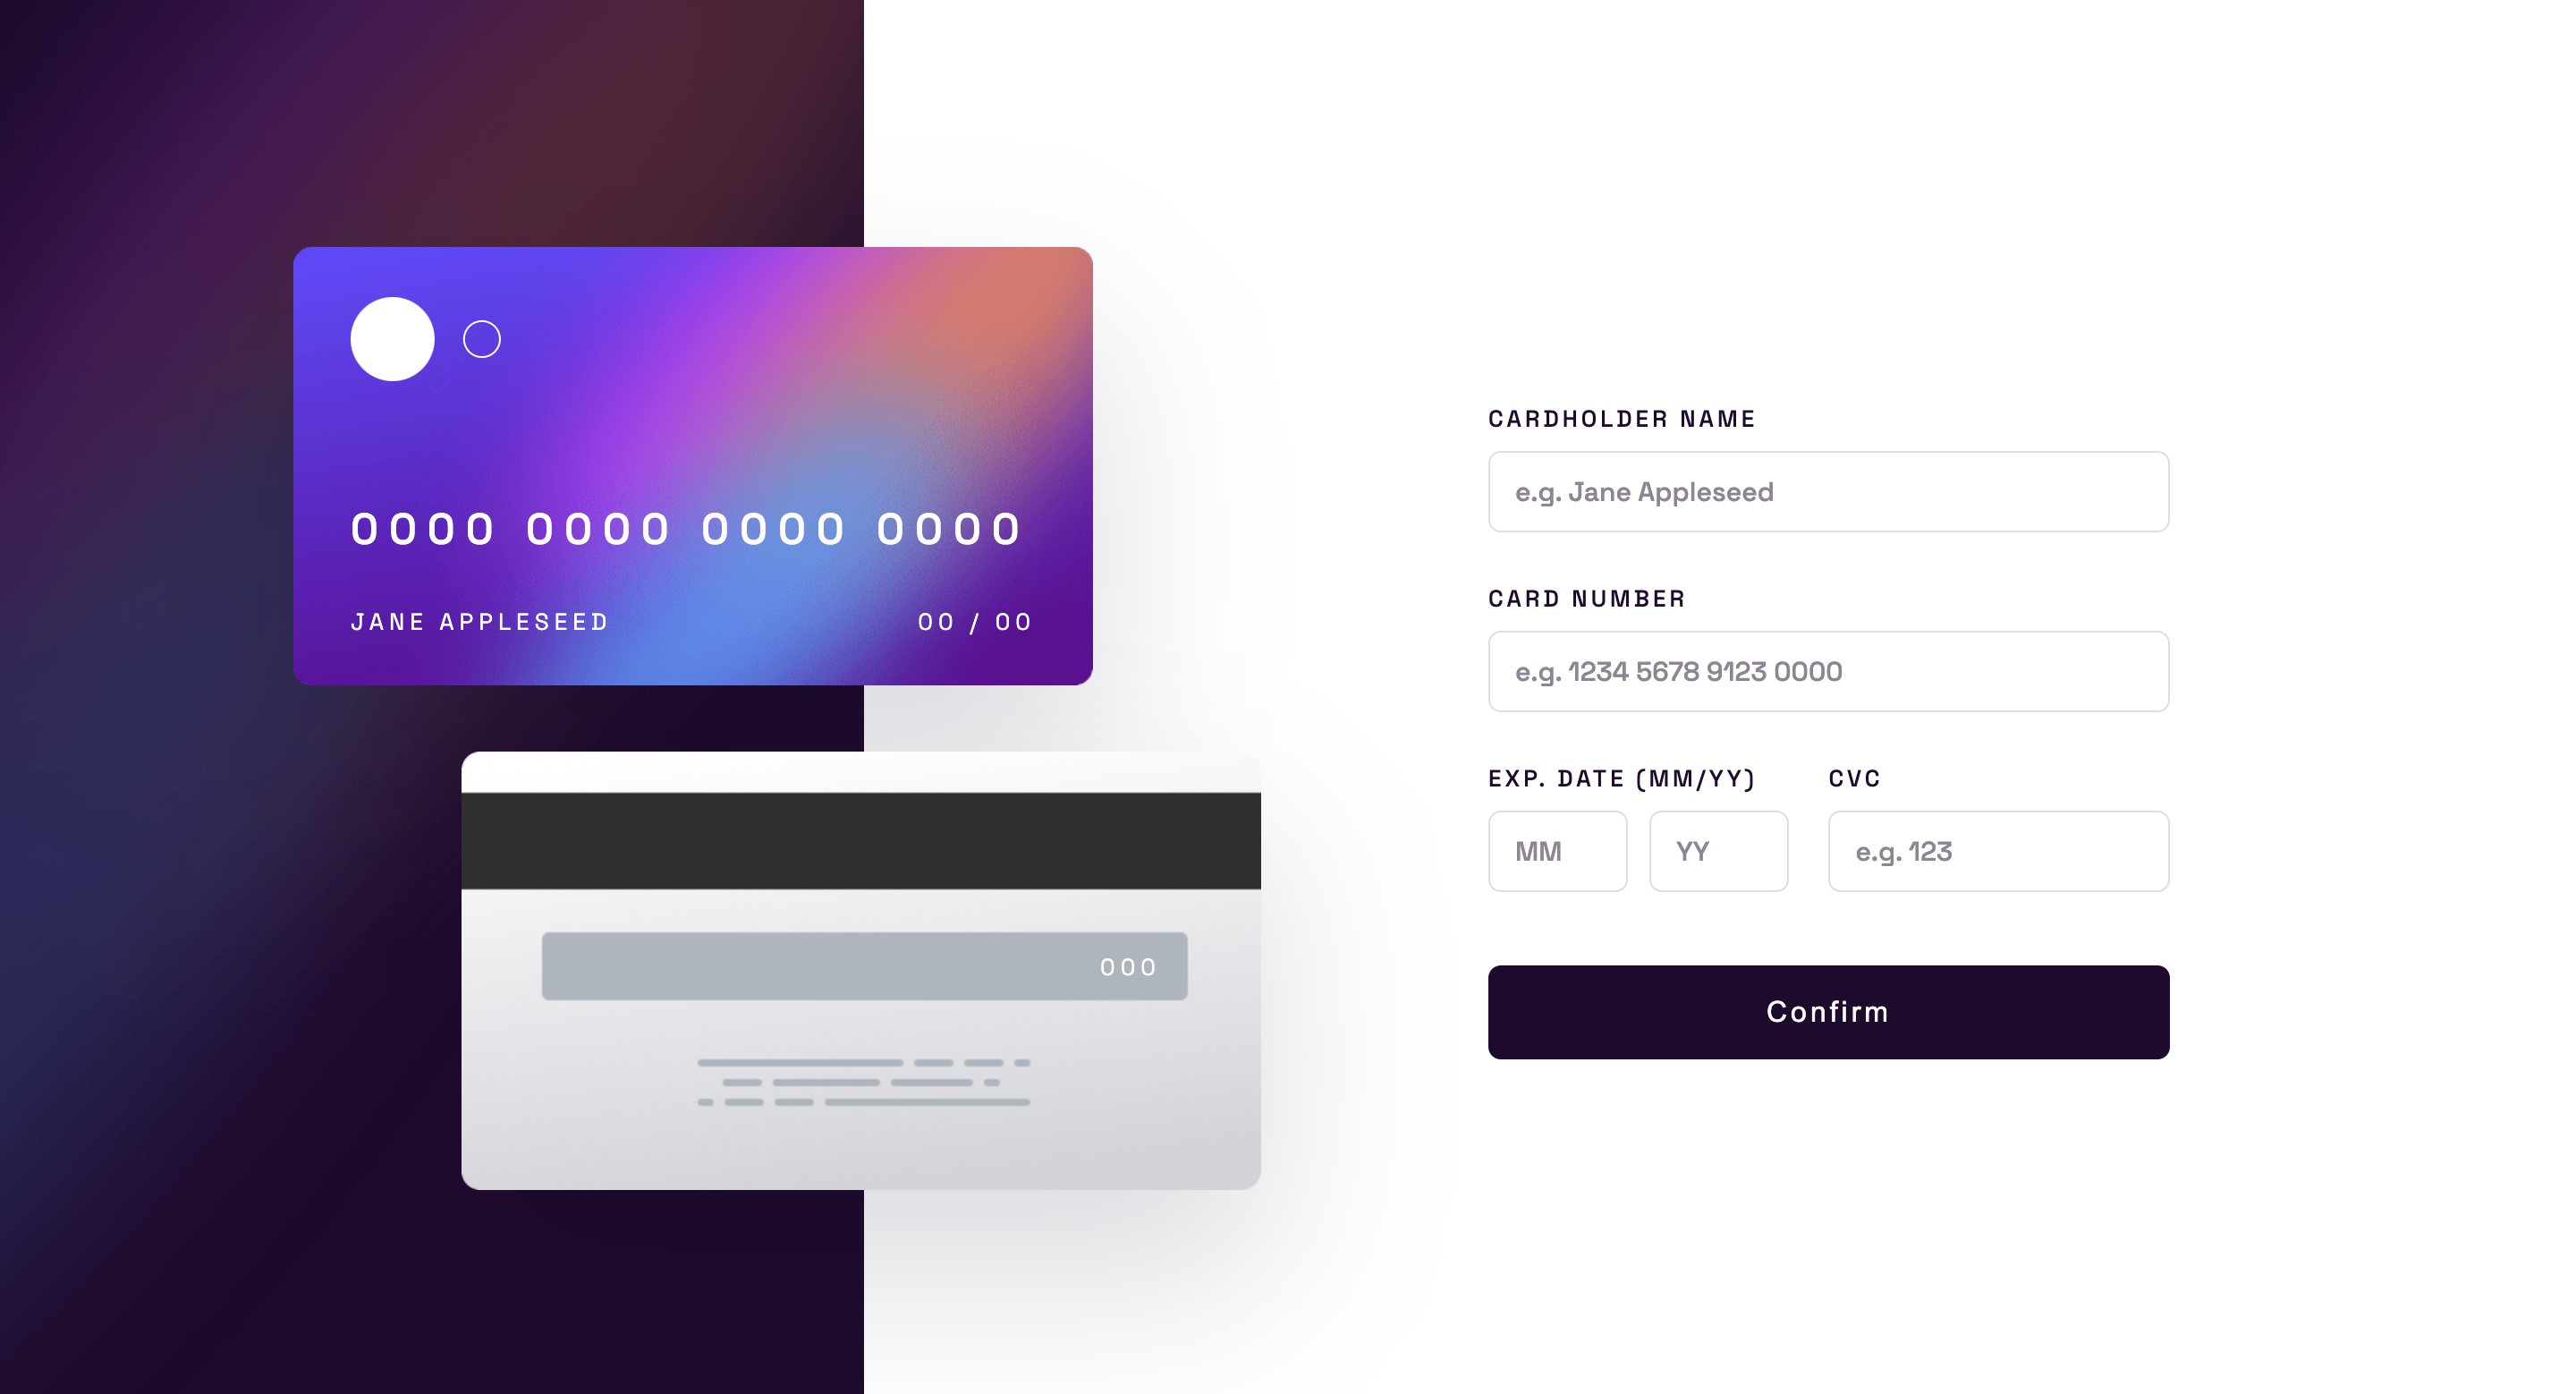 0000 0000 0000 0000
JANE APPLESEED 00 / 00
000
CARDHOLDER NAME
e.g. Jane Appleseed
CARD NUMBER
e.g. 1234 5678 9123 0000
EXP. DATE (MM/YY) CVC
MM YY e.g. 123
Confirm